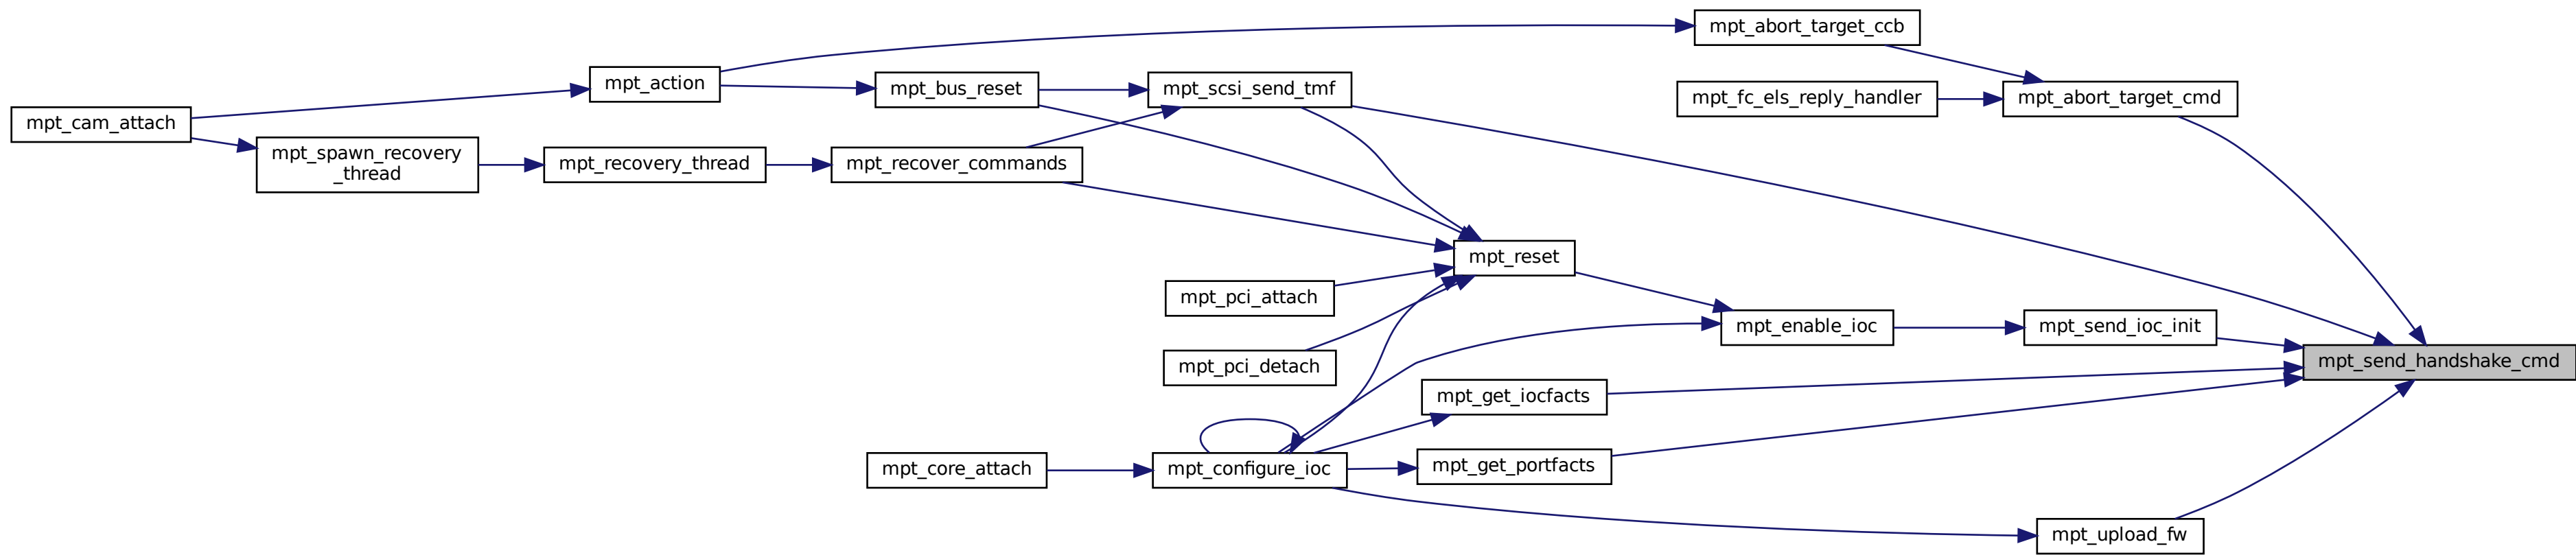 mpt_abort_target_ccb
mpt_action
mpt_bus_reset
mpt_scsi_send_tmf
mpt_fc_els_reply_handler
mpt_abort_target_cmd
mpt_cam_attach
mpt_spawn_recovery
_thread
mpt_recovery_thread
mpt_recover_commands
mpt_reset
mpt_pci_attach
mpt_enable_ioc
mpt_send_ioc_init
mpt_pci_detach
mpt_send_handshake_cmd
mpt_get_iocfacts
mpt_core_attach
mpt_configure_ioc
mpt_get_portfacts
mpt_upload_fw